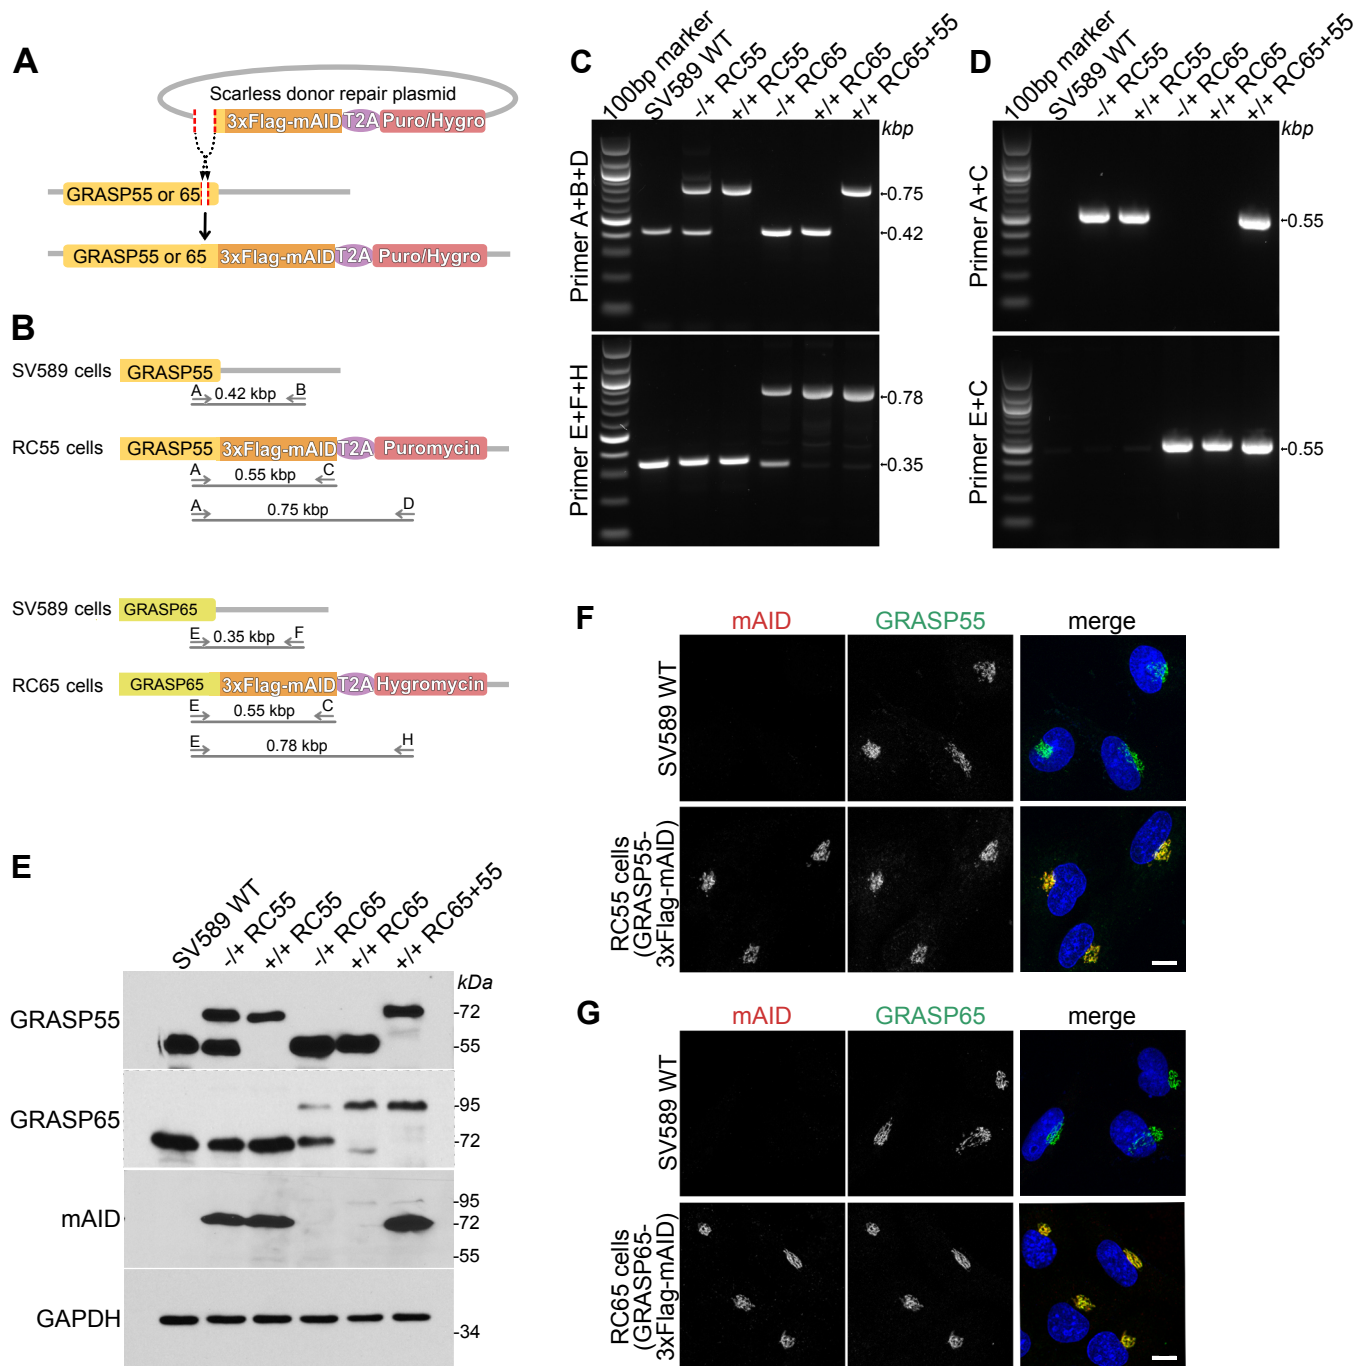 A
Scarless donor repair plasmid
3xFlag-mAID T2A Puro/Hygro
GRASP55 or 65
GRASP55 or 65 3xFlag-mAID T2A Puro/Hygro
B
SV589 cells GRASP55
A 0.42 kbp B
RC55 cells GRASP55 3xFlag-mAID T2A Puromycin
A 0.55 kbp C
A 0.75 kbp D
SV589 cells GRASP65
E 0.35 kbp F
RC65 cells GRASP65 3xFlag-mAID T2A Hygromycin
E 0.55 kbp C
E 0.78 kbp H
C
100bp marker
SV589 WT
-/+ RC55
+/+ RC55
-/+ RC65
+/+ RC65
+/+ RC65+55
kbp
Primer A+B+D
←0.75
←0.42
Primer E+F+H
←0.78
←0.35
D
100bp marker
SV589 WT
-/+ RC55
+/+ RC55
-/+ RC65
+/+ RC65
+/+ RC65+55
kbp
Primer A+C
←0.55
Primer E+C
←0.55
E
SV589 WT
-/+ RC55
+/+ RC55
-/+ RC65
+/+ RC65
+/+ RC65+55
kDa
GRASP55
-72
-55
GRASP65
-95
-72
mAID
-95
-72
-55
GAPDH
-34
F
mAID GRASP55 merge
SV589 WT
RC55 cells
(GRASP55-
3xFlag-mAID)
G
mAID GRASP65 merge
SV589 WT
RC65 cells
(GRASP65-
3xFlag-mAID)